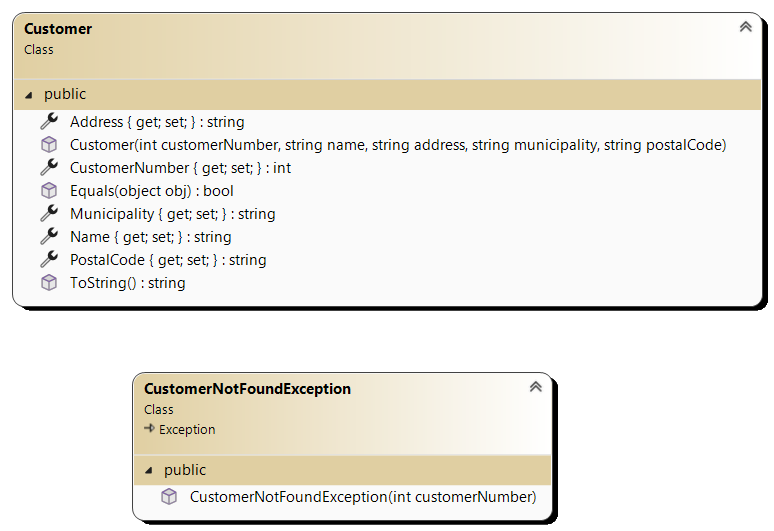 Customer
Class
public
Address { get; set; } : string
Customer(int customerNumber, string name, string address, string municipality, string postalCode)
CustomerNumber { get; set; } : int
Equals(object obj) : bool
Municipality { get; set; } : string
Name { get; set; } : string
PostalCode { get; set; } : string
ToString() : string
CustomerNotFoundException
Class
Exception
public
CustomerNotFoundException(int customerNumber)